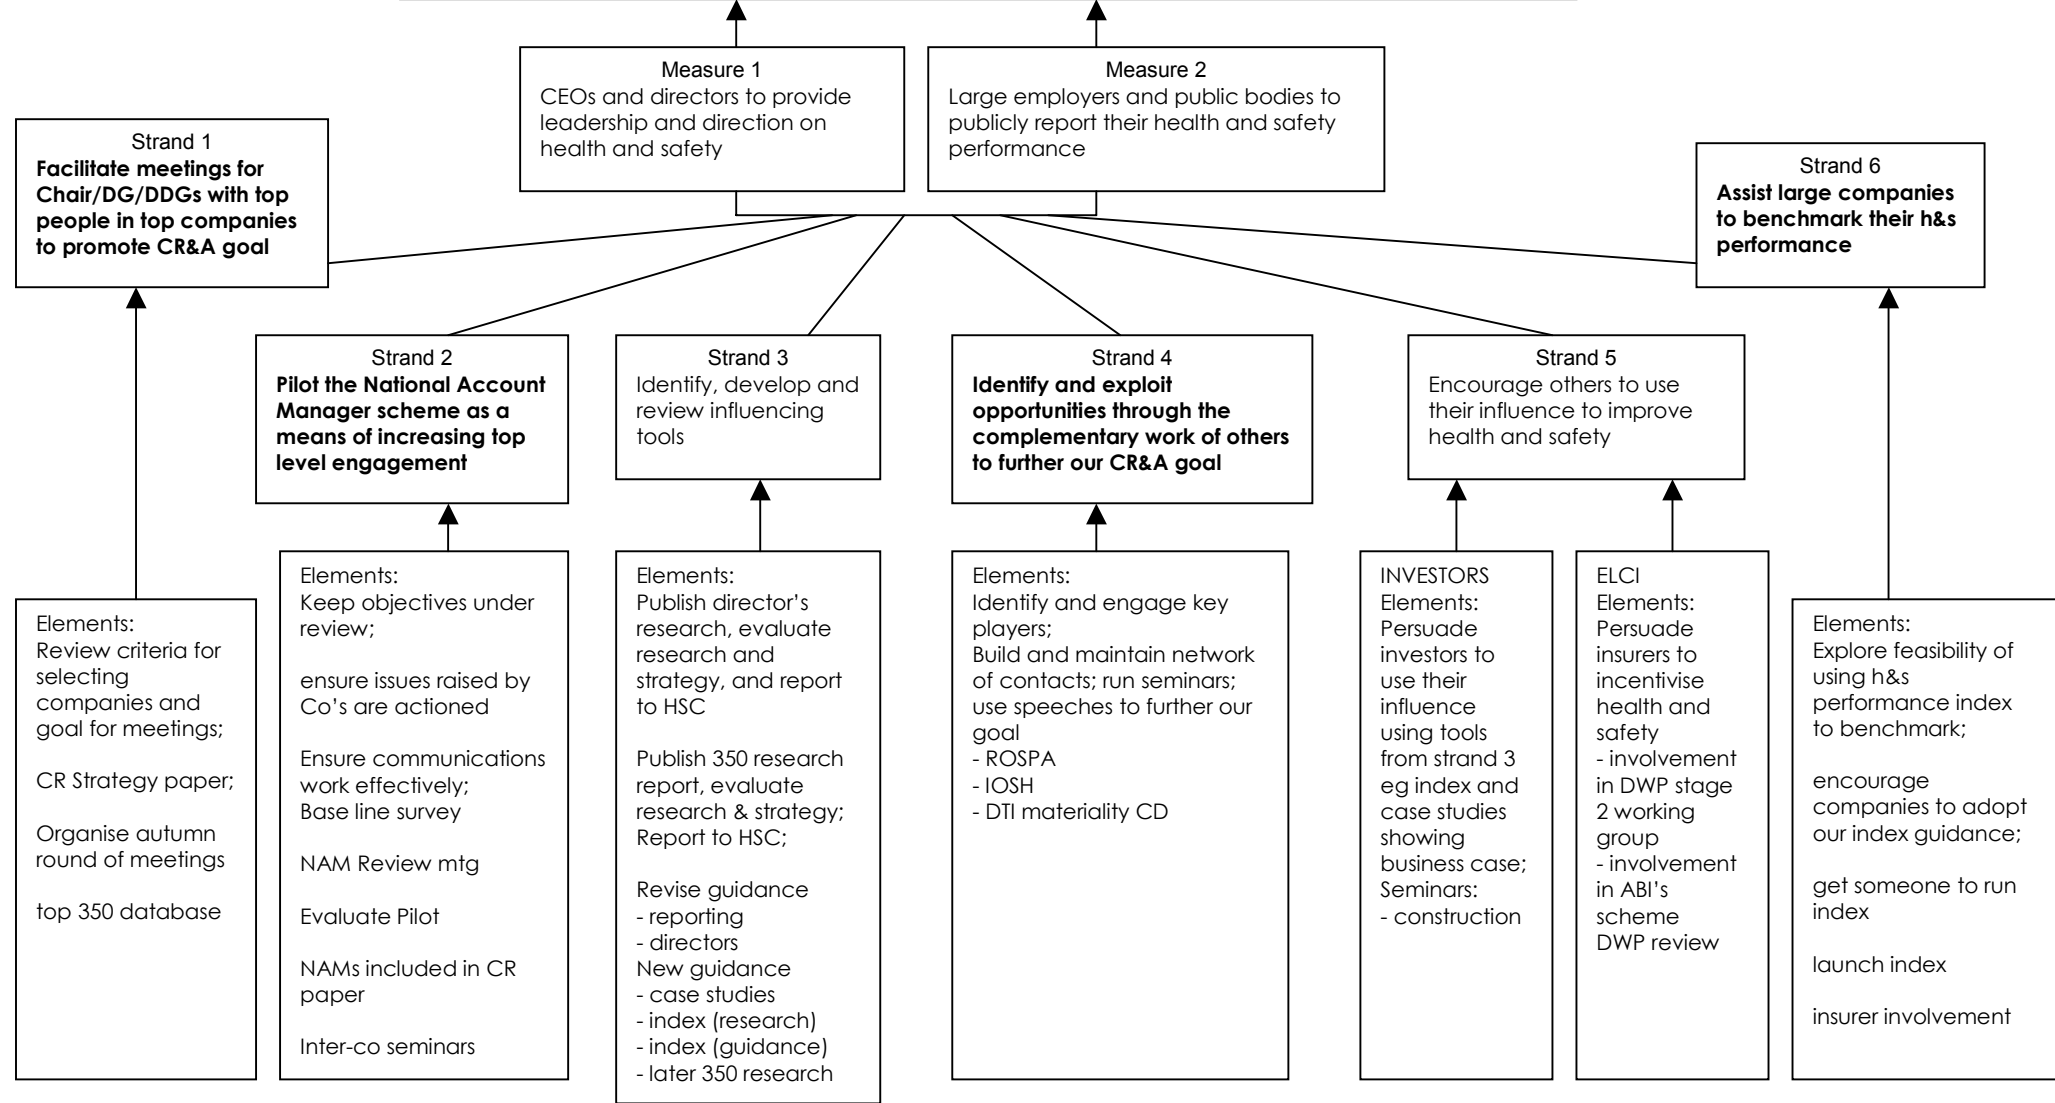 Measure 1
CEOs and directors to provide
leadership and direction on
health and safety
Measure 2
Large employers and public bodies to
publicly report their health and safety
performance
Strand 1
Facilitate meetings for
Chair/DG/DDGs with top
people in top companies
to promote CR&A goal
Strand 6
Assist large companies
to benchmark their h&s
performance
Strand 2
Pilot the National Account
Manager scheme as a
means of increasing top
level engagement
Strand 3
Identify, develop and
review influencing
tools
Strand 4
Identify and exploit
opportunities through the
complementary work of others
to further our CR&A goal
Strand 5
Encourage others to use
their influence to improve
health and safety
Elements:
Review criteria for
selecting
companies and
goal for meetings;
CR Strategy paper;
Organise autumn
round of meetings
top 350 database
Elements:
Keep objectives under
review;
ensure issues raised by
Co's are actioned
Ensure communications
work effectively;
Base line survey
NAM Review mtg
Evaluate Pilot
NAMs included in CR
paper
Inter-co seminars
Elements:
Publish director's
research, evaluate
research and
strategy, and report
to HSC
Publish 350 research
report, evaluate
research & strategy;
Report to HSC;
Revise guidance
- reporting
- directors
New guidance
- case studies
- index (research)
- index (guidance)
- later 350 research
Elements:
Identify and engage key
players;
Build and maintain network
of contacts; run seminars;
use speeches to further our
goal
- ROSPA
- IOSH
- DTI materiality CD
INVESTORS
Elements:
Persuade
investors to
use their
influence
using tools
from strand 3
eg index and
case studies
showing
business case;
Seminars:
- construction
ELCI
Elements:
Persuade
insurers to
incentivise
health and
safety
- involvement
in DWP stage
2 working
group
- involvement
in ABI's
scheme
DWP review
Elements:
Explore feasibility of
using h&s
performance index
to benchmark;
encourage
companies to adopt
our index guidance;
get someone to run
index
launch index
insurer involvement